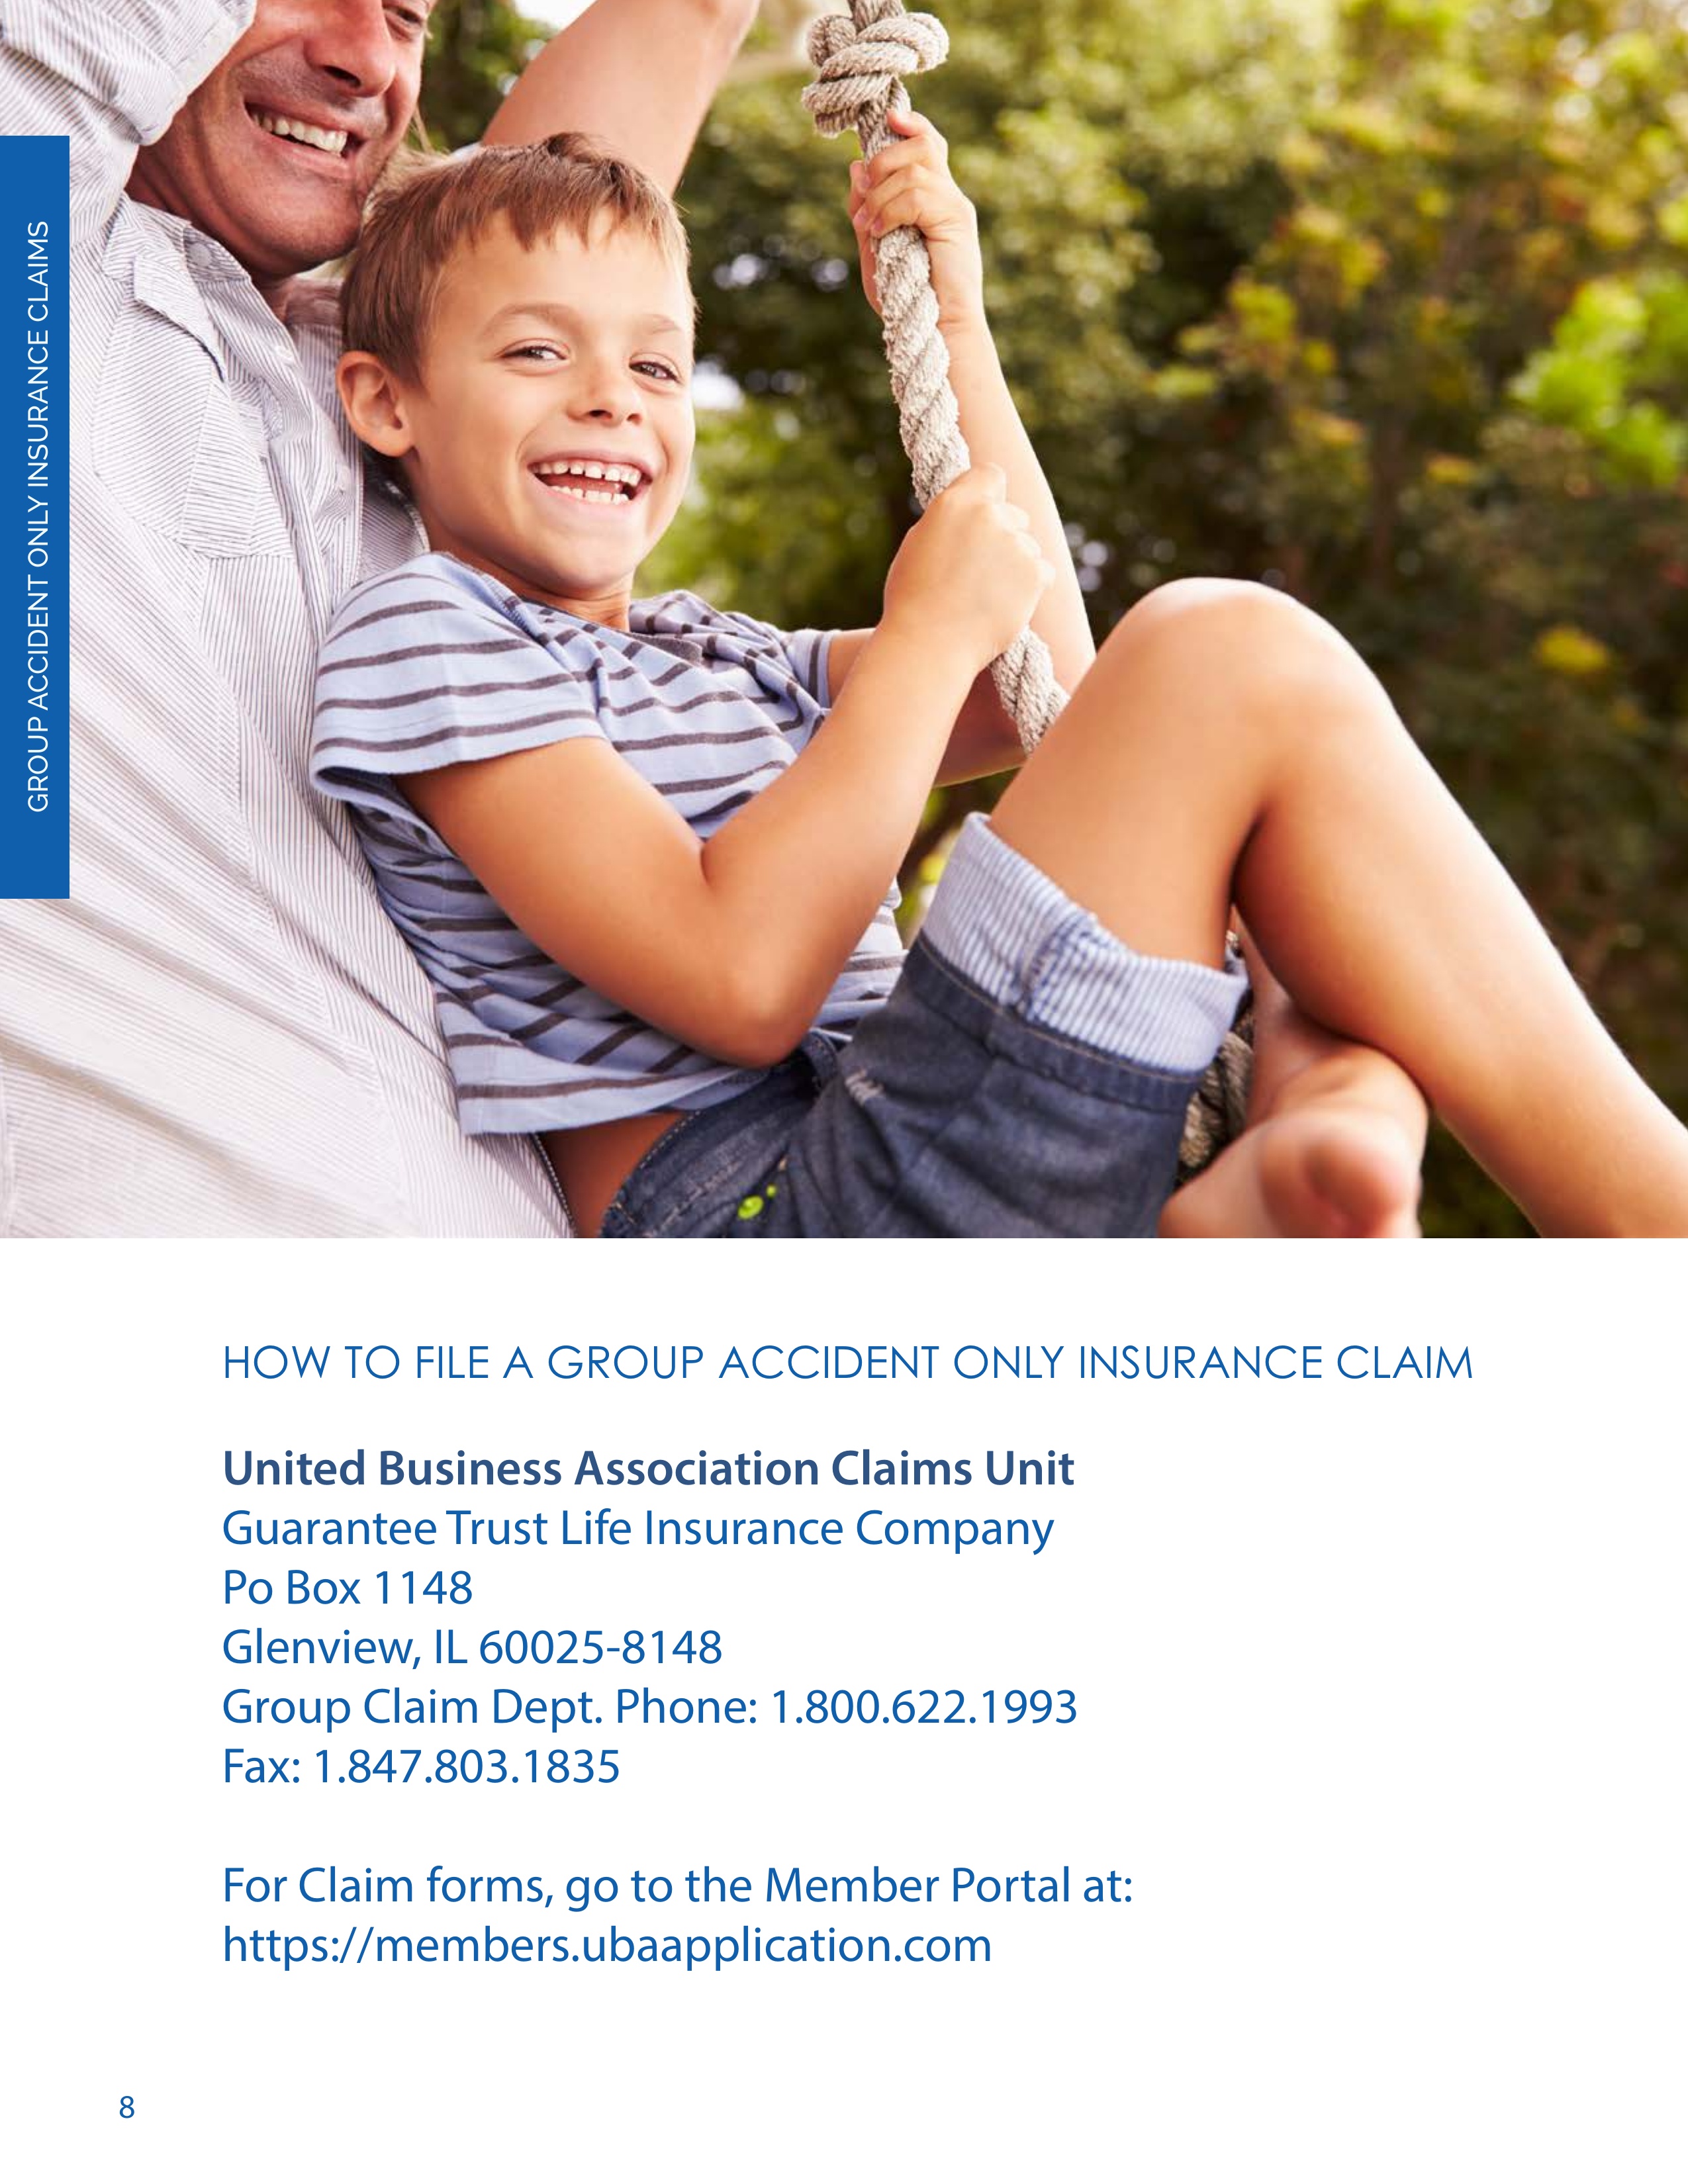 GROUP ACCIDENT ONLY INSURANCE CLAIMS
HOW TO FILE A GROUP ACCIDENT ONLY INSURANCE CLAIM
United Business Association Claims Unit
Guarantee Trust Life Insurance Company
Po Box 1148
Glenview, IL 60025-8148
Group Claim Dept. Phone: 1.800.622.1993
Fax: 1.847.803.1835
For Claim forms, go to the Member Portal at:
https://members.ubaapplication.com
8